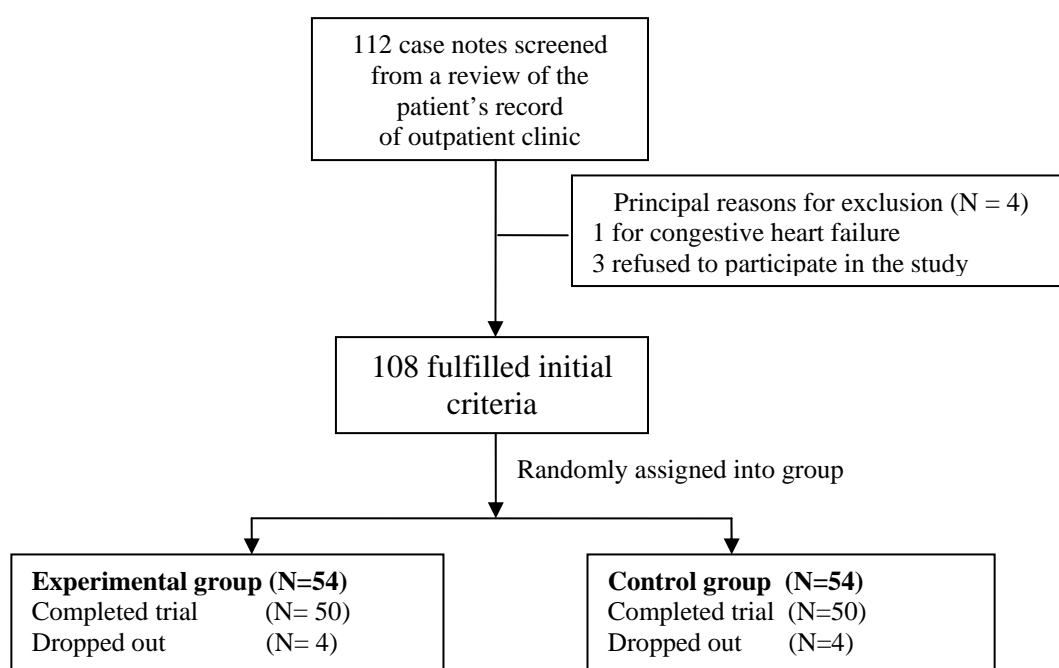 112 case notes screened
from a review of the
patient’s record
of outpatient clinic
Principal reasons for exclusion (N = 4)
1 for congestive heart failure
3 refused to participate in the study
108 fulfilled initial
criteria
Randomly assigned into group
Experimental group (N=54)
Completed trial (N= 50)
Dropped out (N= 4)
Control group (N=54)
Completed trial (N=50)
Dropped out (N=4)